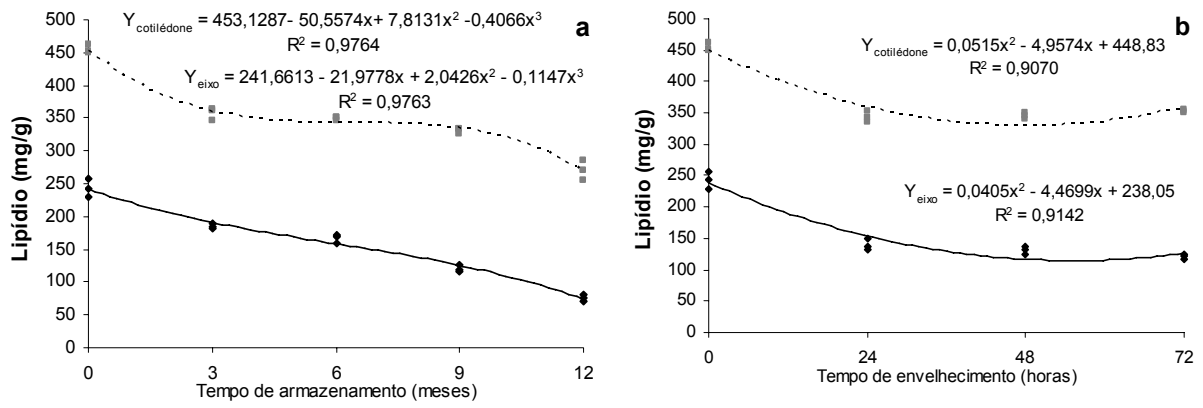 a
Y cotilédone = 453,1287- 50,5574x+ 7,8131x² -0,4066x³
R² = 0,9764
Y eixo = 241,6613 - 21,9778x + 2,0426x² - 0,1147x³
R² = 0,9763
Lipídio (mg/g)
500
450
400
350
300
250
200
150
100
50
0
0 3 6 9 12
Tempo de armazenamento (meses)
b
Y cotilédone = 0,0515x² - 4,9574x + 448,83
R² = 0,9070
Y eixo = 0,0405x² - 4,4699x + 238,05
R² = 0,9142
Lipídio (mg/g)
500
450
400
350
300
250
200
150
100
50
0
0 24 48 72
Tempo de envelhecimento (horas)